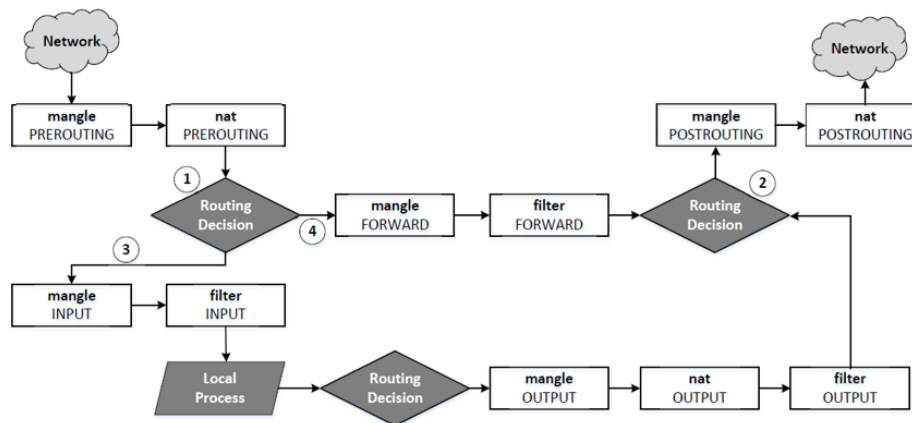 Network
Network
mangle
PREROUTING
nat
PREROUTING
mangle
POSTROUTING
nat
POSTROUTING
1
Routing
Decision
4
mangle
FORWARD
filter
FORWARD
2
Routing
Decision
3
mangle
INPUT
filter
INPUT
Local
Process
Routing
Decision
mangle
OUTPUT
nat
OUTPUT
filter
OUTPUT